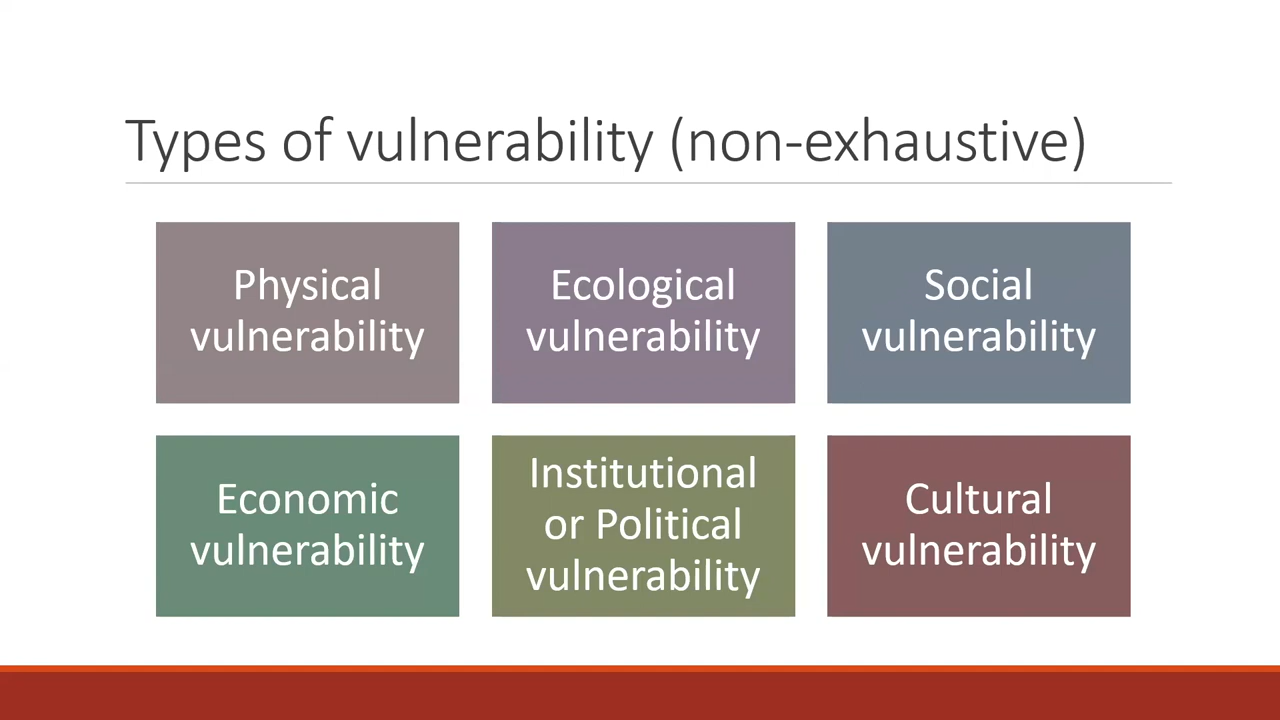 Types of vulnerability (non-exhaustive)
Physical
vulnerability
Ecological
vulnerability
Social
vulnerability
Economic
vulnerability
Institutional
or Political
vulnerability
Cultural
vulnerability